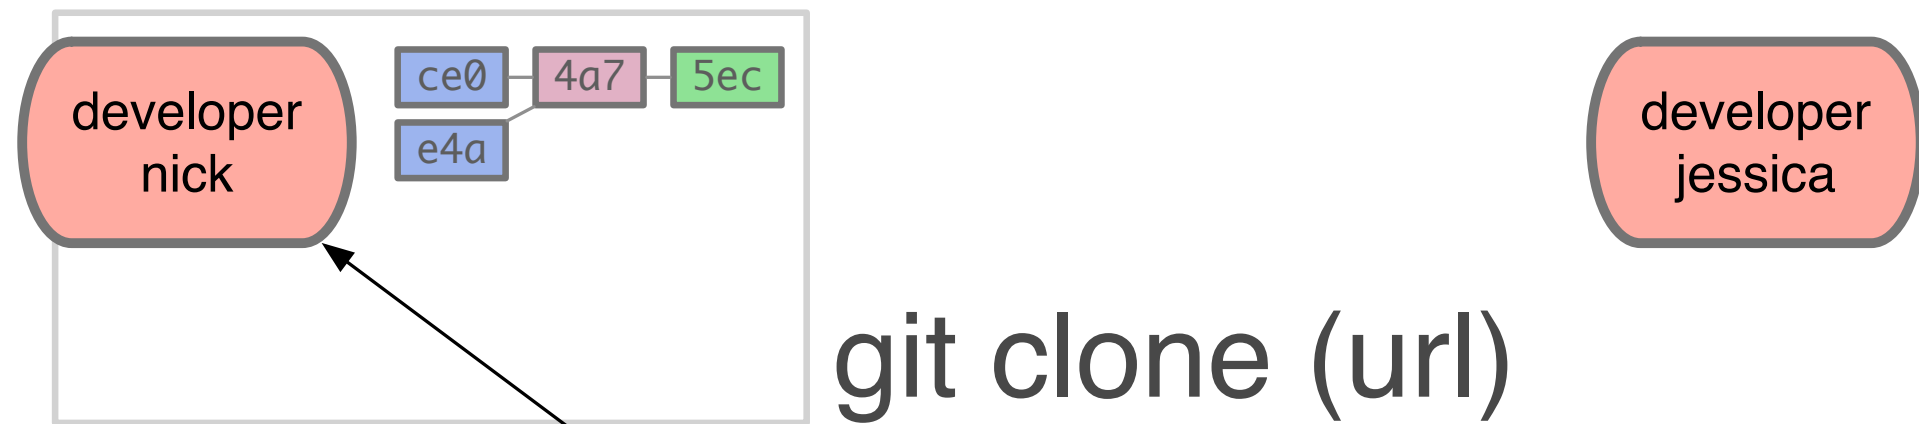 developer
nick
ce0
4a7
5ec
e4a
developer
jessica
git clone (url)